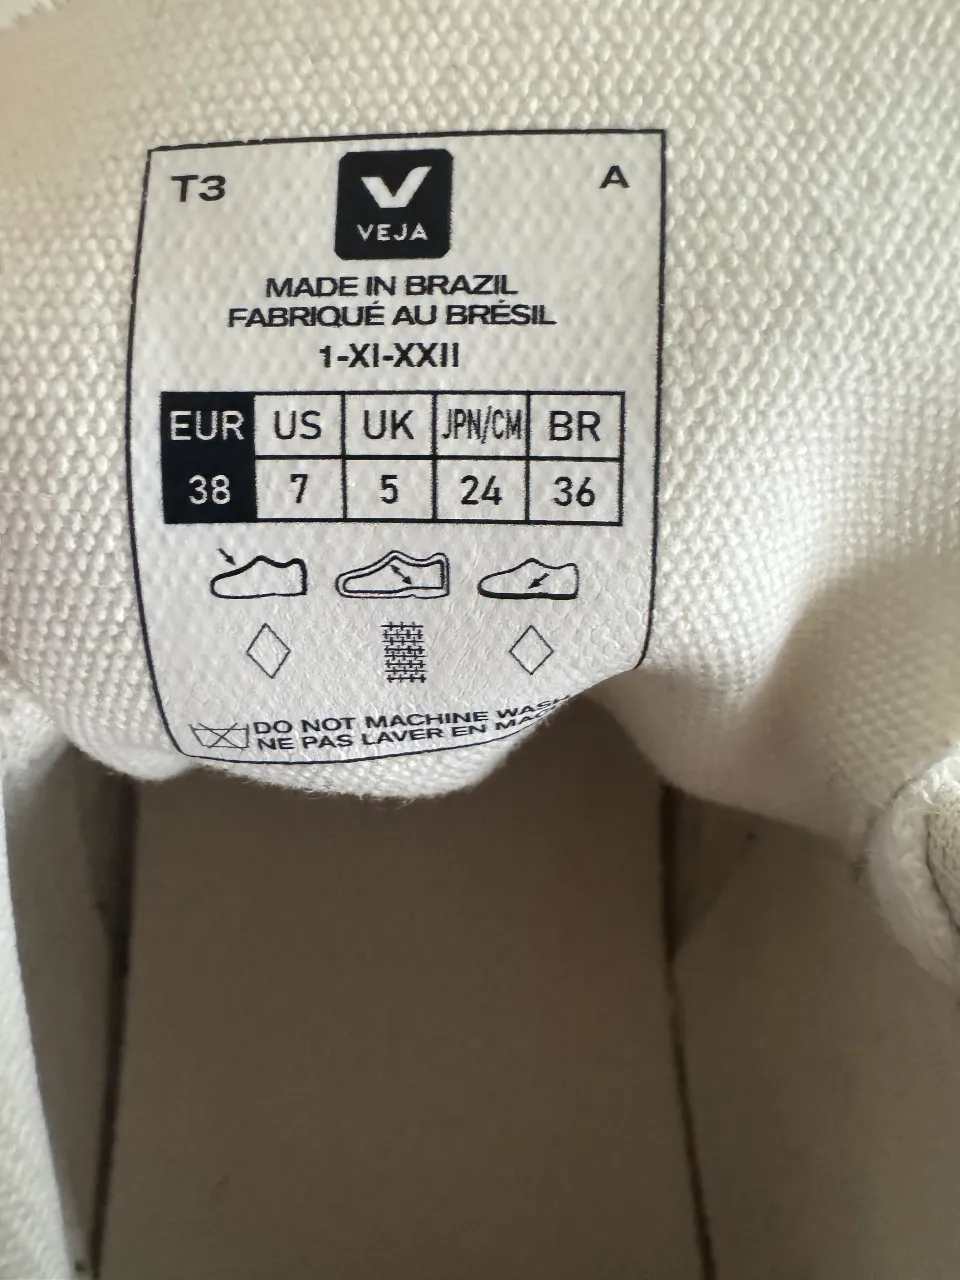 T3
A
VEJA
MADE IN BRAZIL
FABRIQUÉ AU BRÉSIL
1-XI-XXII
EUR US UK JPN/CM BR
38 7 5 24 36
DO NOT MACHINE WASH
NE PAS LAVER EN